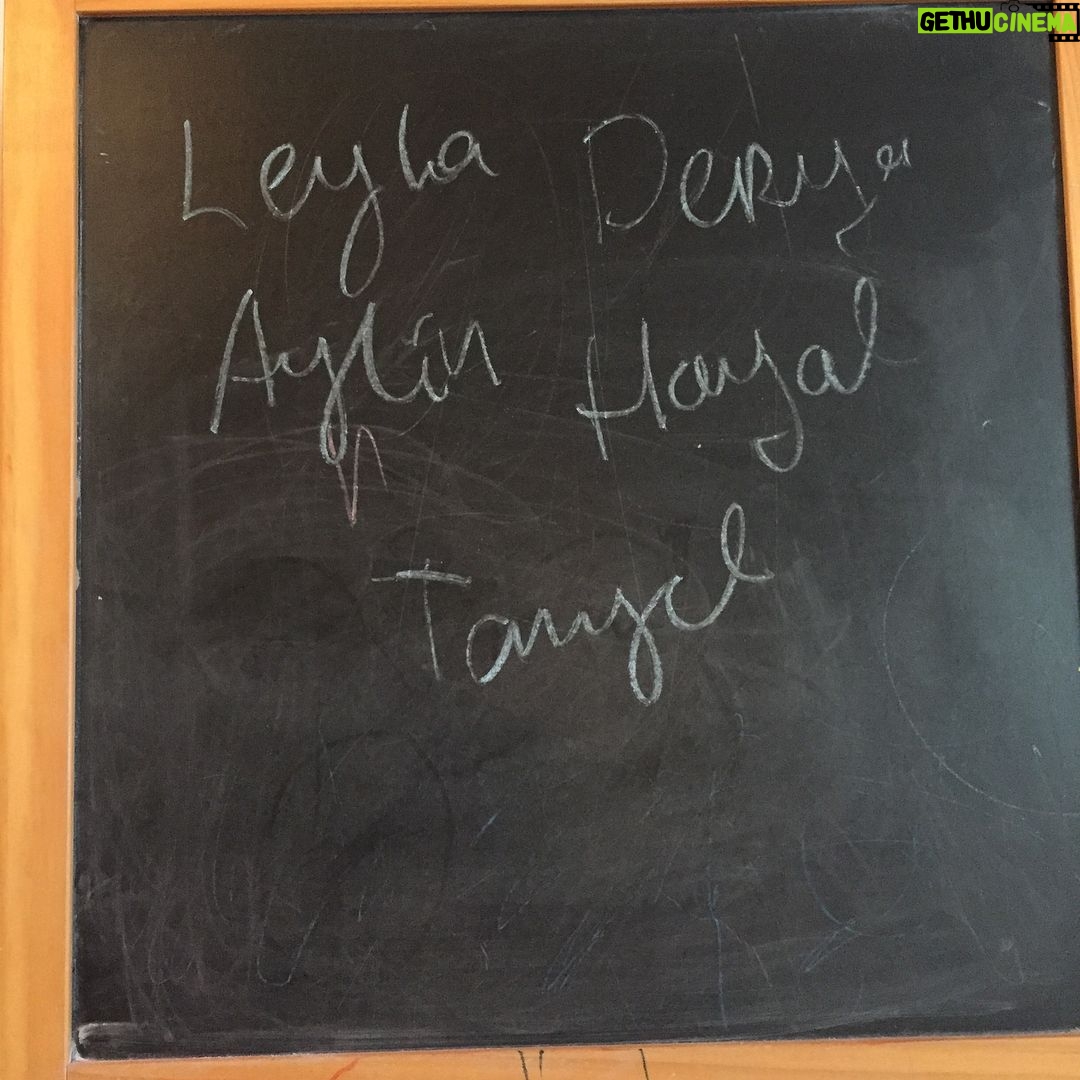 GETHUCINEMA
Leyla Derya
Aylin Hayal
Tanyel